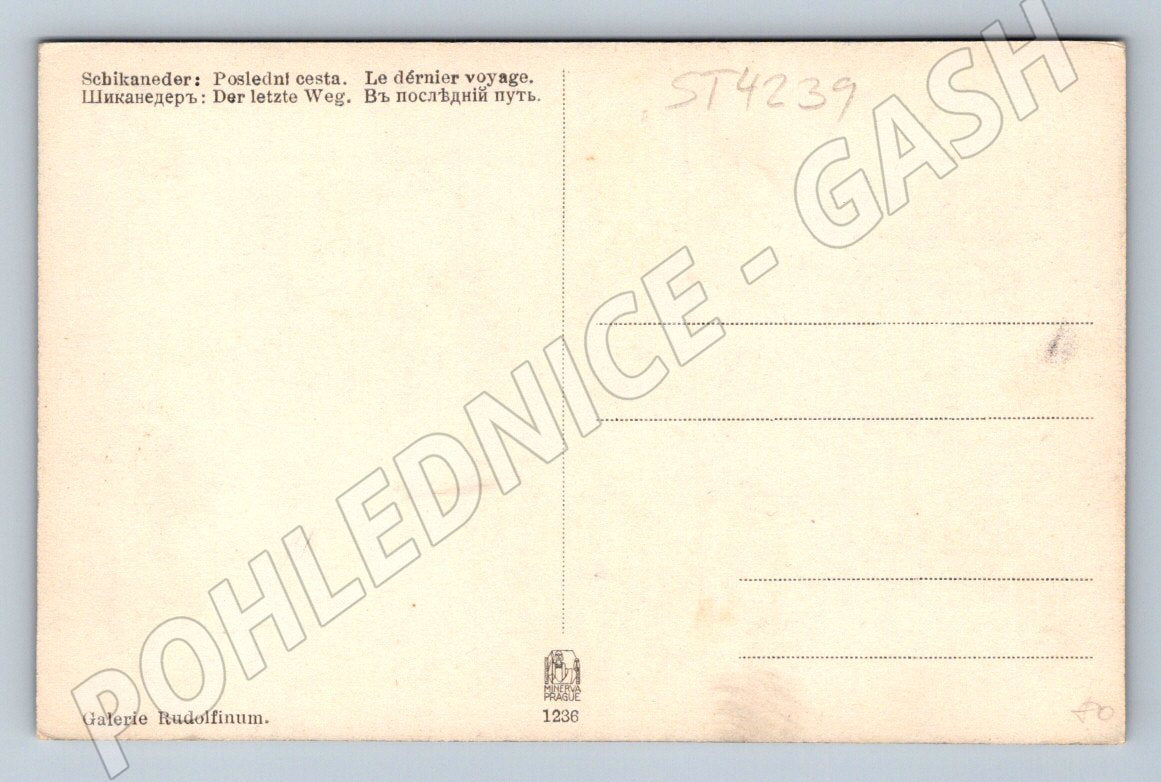 Schikaneder: Poslednı cesta. Le dérnier voyage.
Шиканедеръ: Der letzte Weg. Въ послѣдній путь.
ST4239
POHLEDNICE - GASH
MINERVA
PRAGUE
Galerie Rudolfinum.
1236